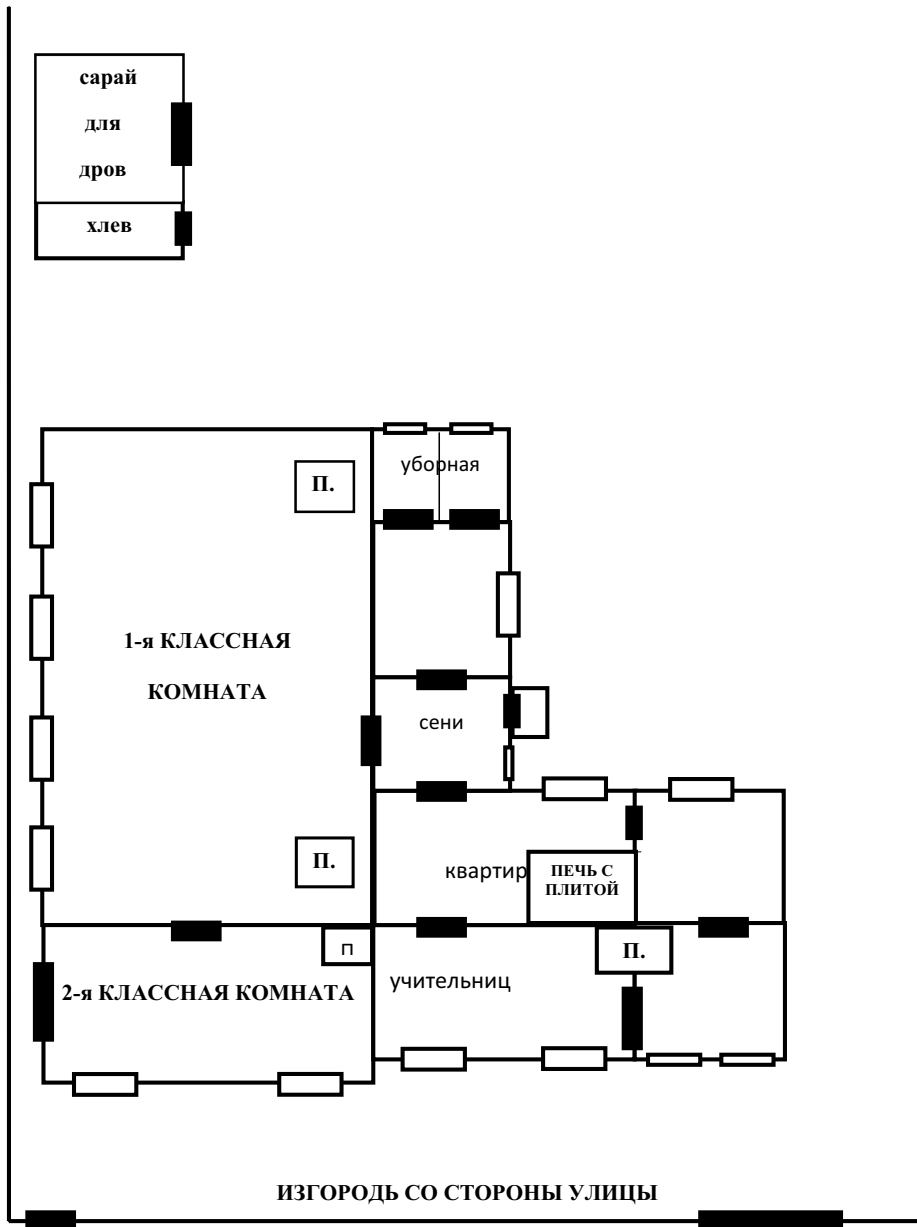 сарай
для
дров
хлев
уборная
П.
1-я КЛАССНАЯ
КОМНАТА
сени
П.
квартир
ПЕЧЬ С
ПЛИТОЙ
п
П.
2-я КЛАССНАЯ КОМНАТА
учительниц
ИЗГОРОДЬ СО СТОРОНЫ УЛИЦЫ